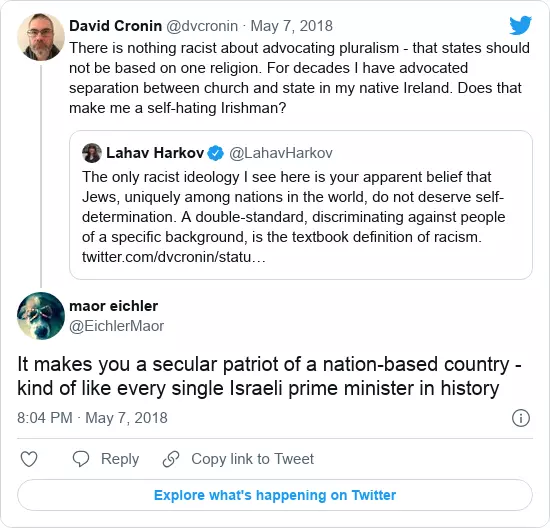 David Cronin @dvcronin · May 7, 2018
There is nothing racist about advocating pluralism - that states should
not be based on one religion. For decades I have advocated
separation between church and state in my native Ireland. Does that
make me a self-hating Irishman?
Lahav Harkov @LahavHarkov
The only racist ideology I see here is your apparent belief that
Jews, uniquely among nations in the world, do not deserve self-
determination. A double-standard, discriminating against people
of a specific background, is the textbook definition of racism.
twitter.com/dvcronin/statu…
maor eichler
@EichlerMaor
It makes you a secular patriot of a nation-based country -
kind of like every single Israeli prime minister in history
8:04 PM · May 7, 2018
Reply
Copy link to Tweet
Explore what's happening on Twitter